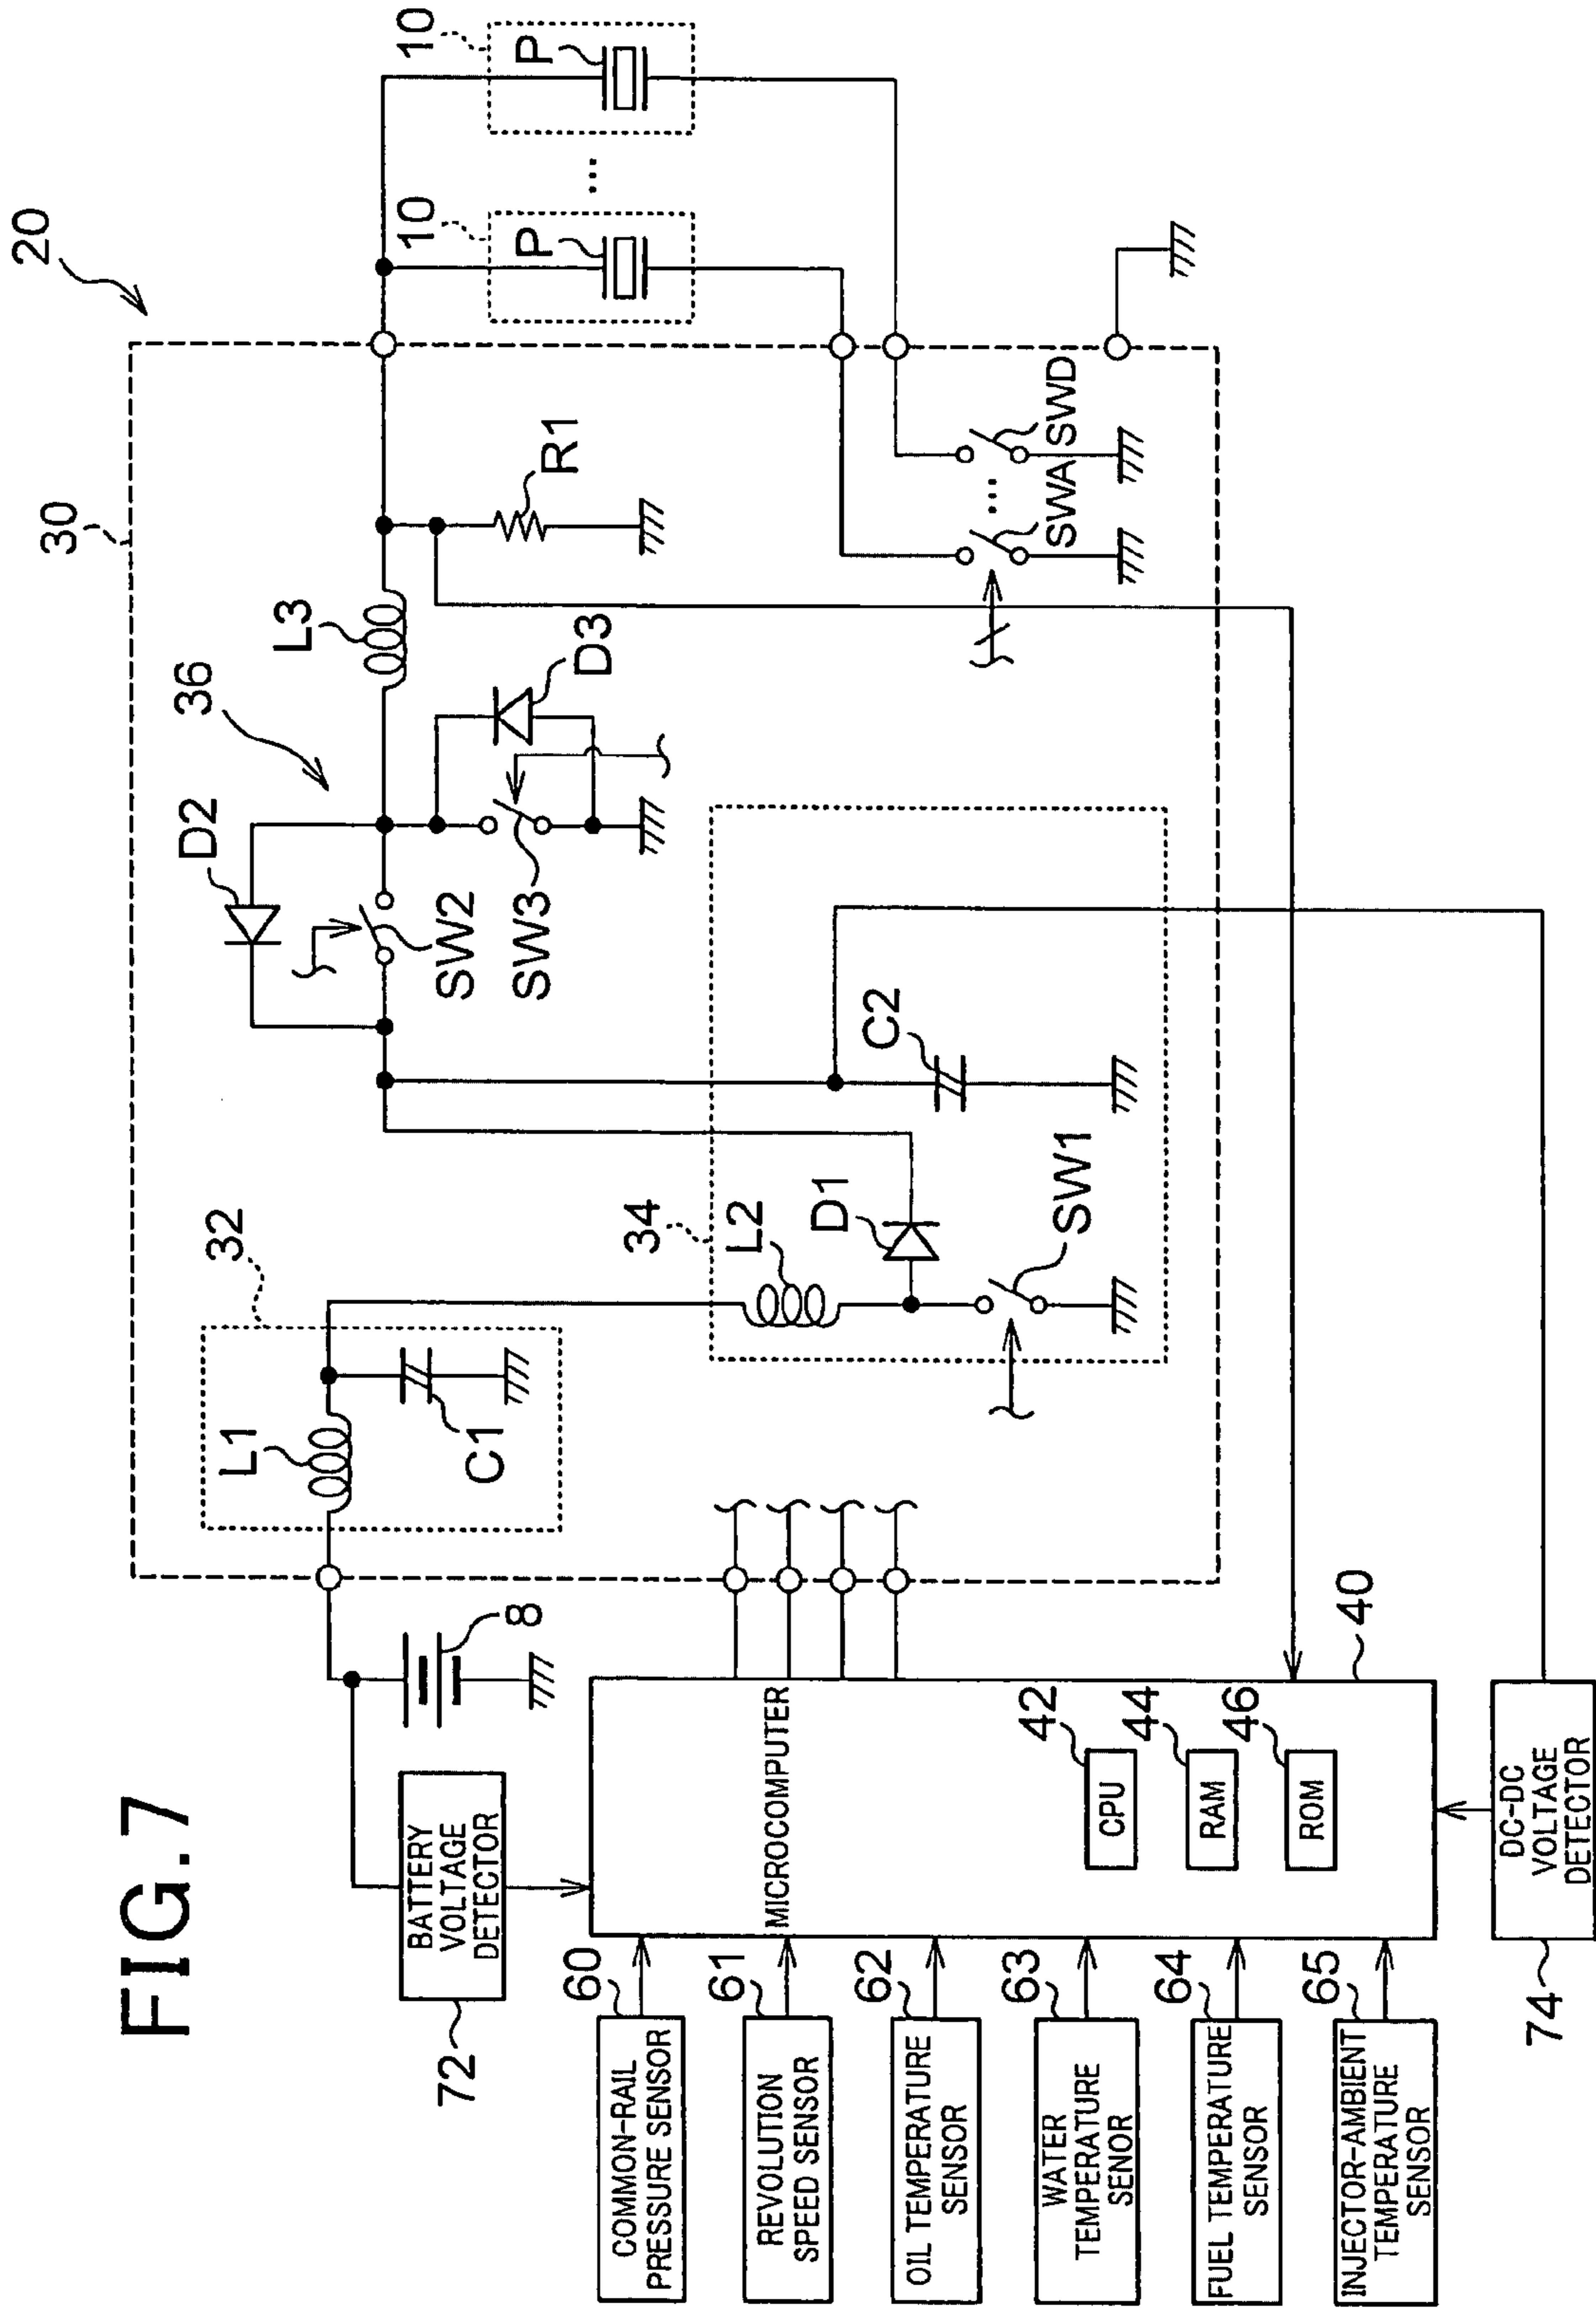 FIG.7
20
30
10
10
P
P
32
L1
C1
36
D2
SW2
SW3
D3
L3
R1
34
L2
D1
SW1
C2
SWA
SWD
8
72
BATTERY
VOLTAGE
DETECTOR
60
COMMON-RAIL
PRESSURE SENSOR
61
REVOLUTION
SPEED SENSOR
62
OIL TEMPERATURE
SENSOR
63
WATER
TEMPERATURE
SENOR
64
FUEL TEMPERATURE
SENSOR
65
INJECTOR-AMBIENT
TEMPERATURE
SENSOR
MICROCOMPUTER
40
42
CPU
44
RAM
46
ROM
74
DC-DC
VOLTAGE
DETECTOR